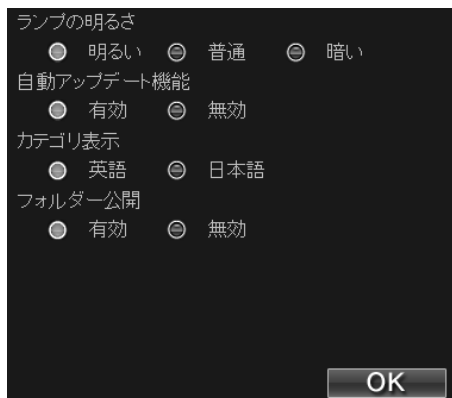 ランプの明るさ
明るい 普通 暗い
自動アップデート機能
有効 無効
カテゴリ表示
英語 日本語
フォルダー公開
有効 無効
OK